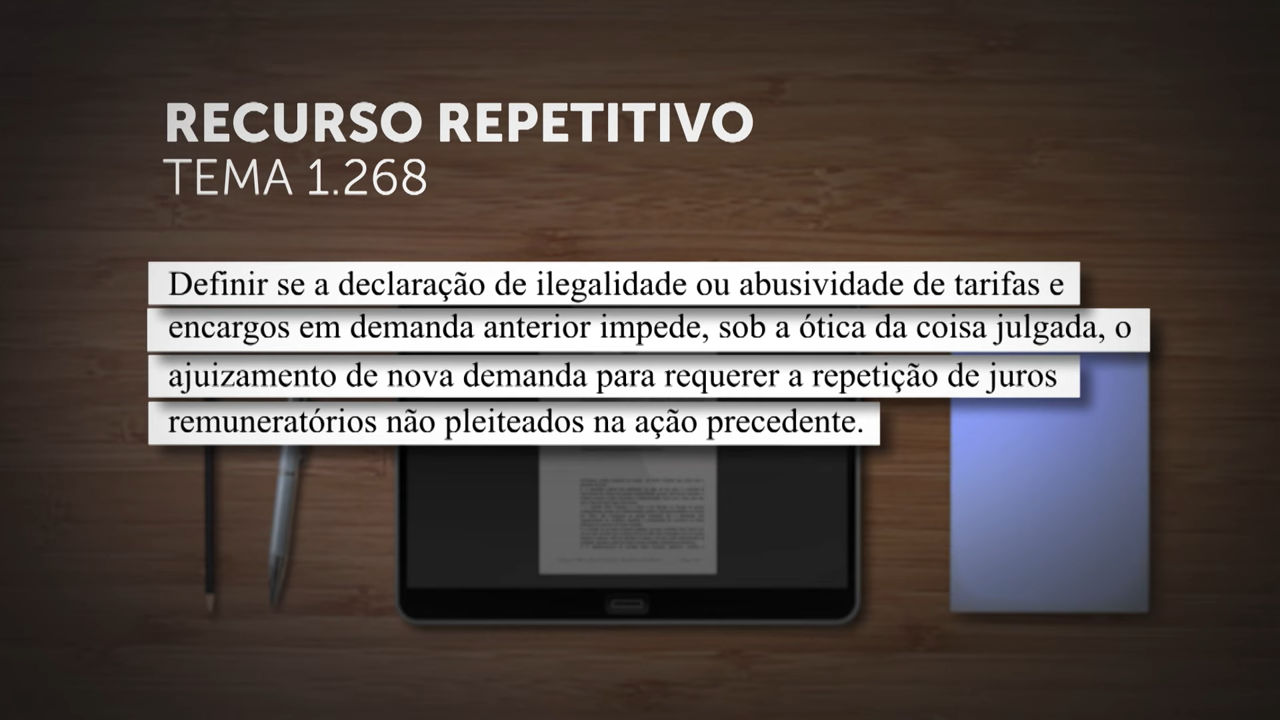 RECURSO REPETITIVO
TEMA 1.268
Definir se a declaração de ilegalidade ou abusividade de tarifas e
encargos em demanda anterior impede, sob a ótica da coisa julgada, o
ajuizamento de nova demanda para requerer a repetição de juros
remuneratórios não pleiteados na ação precedente.